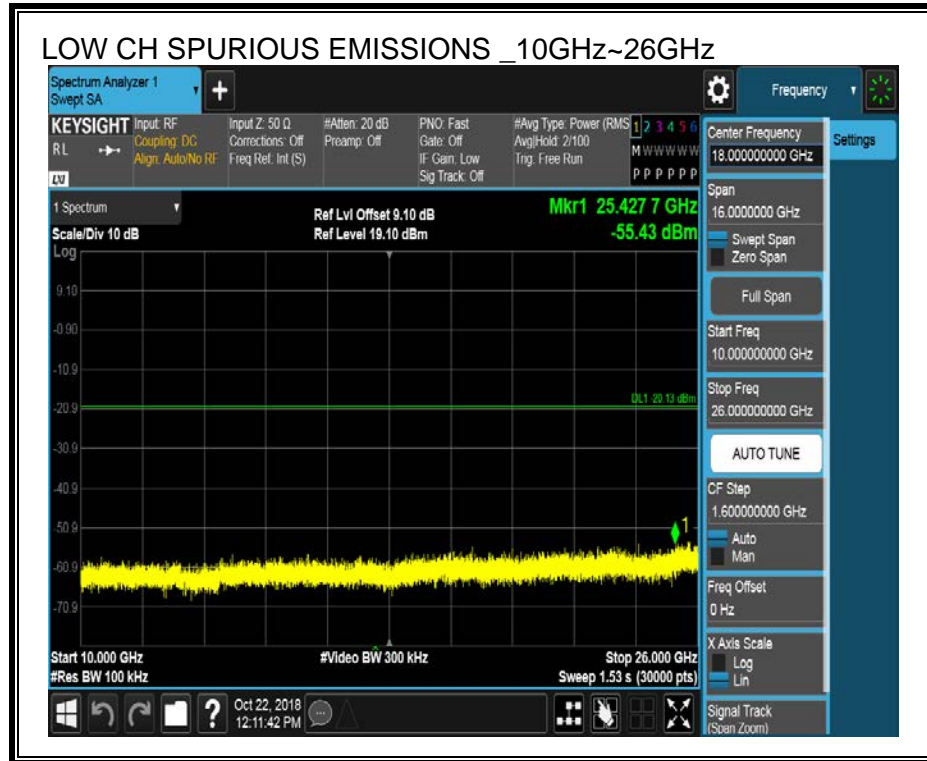 LOW CH SPURIOUS EMISSIONS _10GHz~26GHz
Spectrum Analyzer 1
Swept SA
+
Frequency
KEYSIGHT
RL
LXI
Input: RF
Coupling: DC
Align: Auto/No RF
Input Z: 50 Ω
Corrections: Off
Freq Ref: Int (S)
#Atten: 20 dB
Preamp: Off
PNO: Fast
Gate: Off
IF Gain: Low
Sig Track: Off
#Avg Type: Power (RMS
Avg|Hold: 2/100
Trig: Free Run
1 2 3 4 5 6
M W W W W W
P P P P P P
1 Spectrum
Scale/Div 10 dB
Log
Ref Lvl Offset 9.10 dB
Ref Level 19.10 dBm
Mkr1 25.427 7 GHz
-55.43 dBm
9.10
-0.90
-10.9
-20.9
-30.9
-40.9
-50.9
-60.9
-70.9
DL1 -20.13 dBm
1
Start 10.000 GHz
#Res BW 100 kHz
#Video BW 300 kHz
Stop 26.000 GHz
Sweep 1.53 s (30000 pts)
?
Oct 22, 2018
12:11:42 PM
Center Frequency
18.000000000 GHz
Span
16.0000000 GHz
Swept Span
Zero Span
Full Span
Start Freq
10.000000000 GHz
Stop Freq
26.000000000 GHz
AUTO TUNE
CF Step
1.600000000 GHz
Auto
Man
Freq Offset
0 Hz
X Axis Scale
Log
Lin
Signal Track
(Span Zoom)
Settings